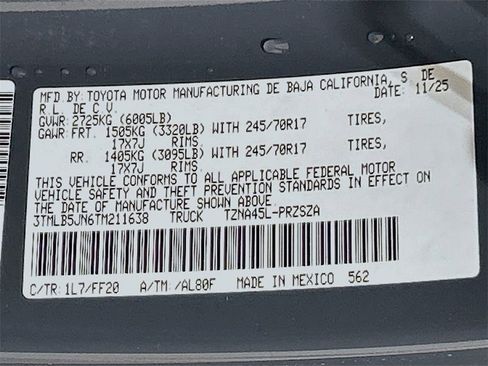 MFD BY: TOYOTA MOTOR MANUFACTURING DE BAJA CALIFORNIA, S DE
R L DE C V. DATE: 11/25
GVWR: 2725KG (6005LB)
GAWR: FRT. 1505KG (3320LB) WITH 245/70R17 TIRES,
17X7J RIMS.
RR. 1405KG (3095LB) WITH 245/70R17 TIRES,
17X7J RIMS.
THIS VEHICLE CONFORMS TO ALL APPLICABLE FEDERAL MOTOR
VEHICLE SAFETY AND THEFT PREVENTION STANDARDS IN EFFECT ON
THE DATE OF MANUFACTURE SHOWN ABOVE.
3TMLB5JN6TM211638 TRUCK TZNA45L-PRZSZA
C/TR: 1L7/FF20 A/TM: /AL80F MADE IN MEXICO 562